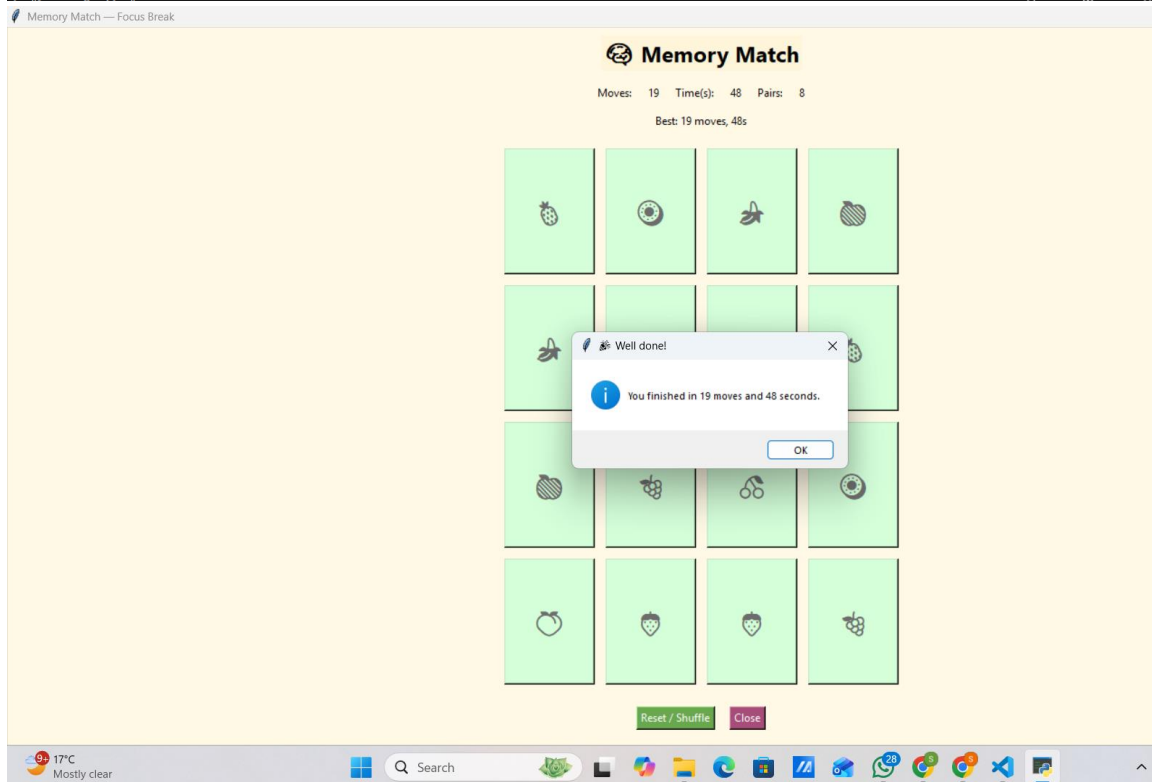 Memory Match — Focus Break
Memory Match
Moves: 19 Time(s): 48 Pairs: 8
Best: 19 moves, 48s
Well done!
You finished in 19 moves and 48 seconds.
OK
Reset / Shuffle Close
9+ 17°C
Mostly clear
Search
28
S
S